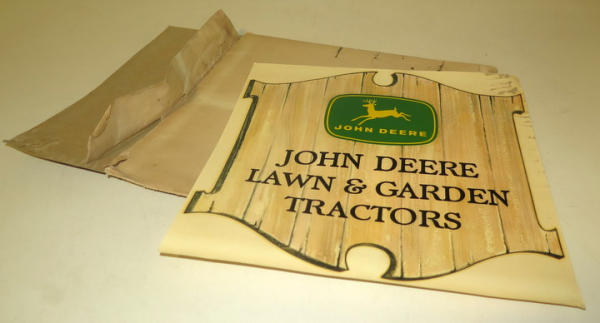 JOHN DEERE
JOHN DEERE
LAWN & GARDEN
TRACTORS